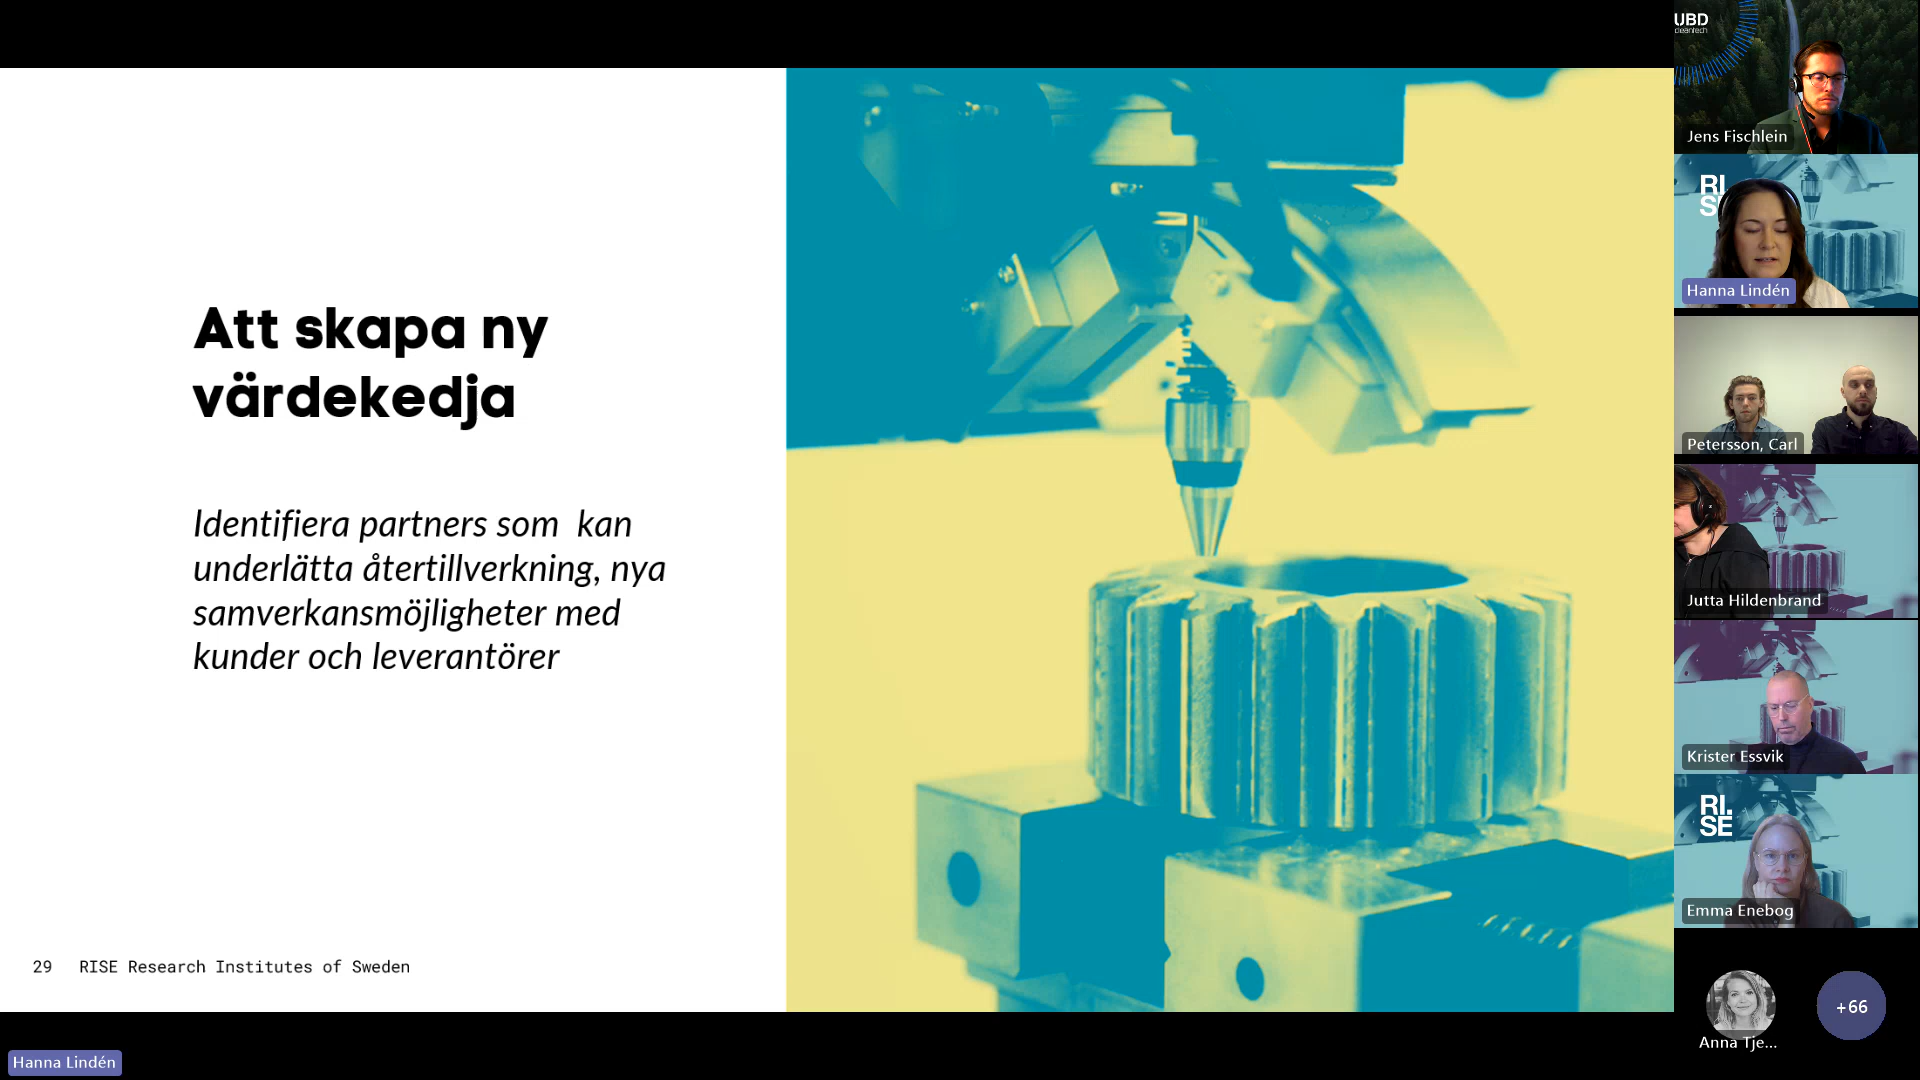 Att skapa ny
värdekedja
Identifiera partners som  kan
underlätta återtillverkning, nya
samverkansmöjligheter med
kunder och leverantörer
29 RISE Research Institutes of Sweden
Hanna Lindén
UBD
cleantech
Jens Fischlein
RI.
SE
Hanna Lindén
Petersson, Carl
Jutta Hildenbrand
Krister Essvik
RI.
SE
Emma Enebog
Anna Tje...
+66